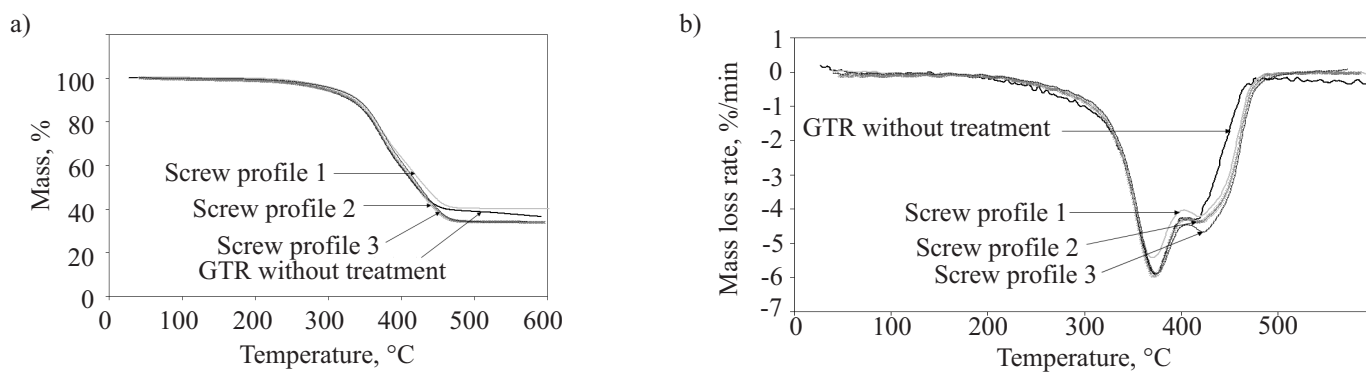 a)
Mass, %
100
80
60
40
20
0
Screw profile 1
Screw profile 2
Screw profile 3
GTR without treatment
100 200 300 400 500 600
Temperature, °C
b)
Mass loss rate, %/min
1
0
-1
-2
-3
-4
-5
-6
-7
GTR without treatment
Screw profile 1
Screw profile 2
Screw profile 3
0 100 200 300 400 500
Temperature, °C